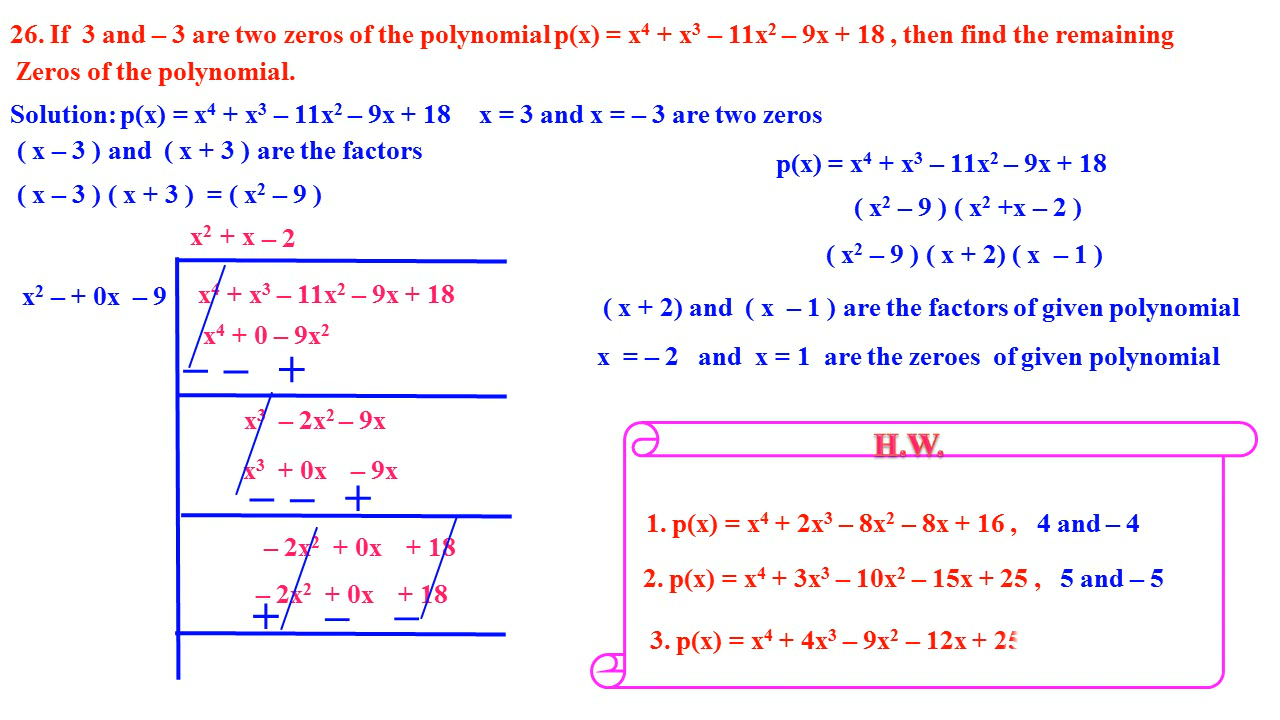 26. If 3 and – 3 are two zeros of the polynomial p(x) = x⁴ + x³ – 11x² – 9x + 18 , then find the remaining
Zeros of the polynomial.
Solution: p(x) = x⁴ + x³ – 11x² – 9x + 18 x = 3 and x = – 3 are two zeros
( x – 3 ) and ( x + 3 ) are the factors
( x – 3 ) ( x + 3 ) = ( x² – 9 )
x² + x – 2
x² – + 0x – 9
x⁴ + x³ – 11x² – 9x + 18
x⁴ + 0 – 9x²
– – +
x³ – 2x² – 9x
x³ + 0x – 9x
– – +
– 2x² + 0x + 18
– 2x² + 0x + 18
+ – –
p(x) = x⁴ + x³ – 11x² – 9x + 18
( x² – 9 ) ( x² +x – 2 )
( x² – 9 ) ( x + 2) ( x – 1 )
( x + 2) and ( x – 1 ) are the factors of given polynomial
x = – 2 and x = 1 are the zeroes of given polynomial
H.W.
1. p(x) = x⁴ + 2x³ – 8x² – 8x + 16 , 4 and – 4
2. p(x) = x⁴ + 3x³ – 10x² – 15x + 25 , 5 and – 5
3. p(x) = x⁴ + 4x³ – 9x² – 12x + 25